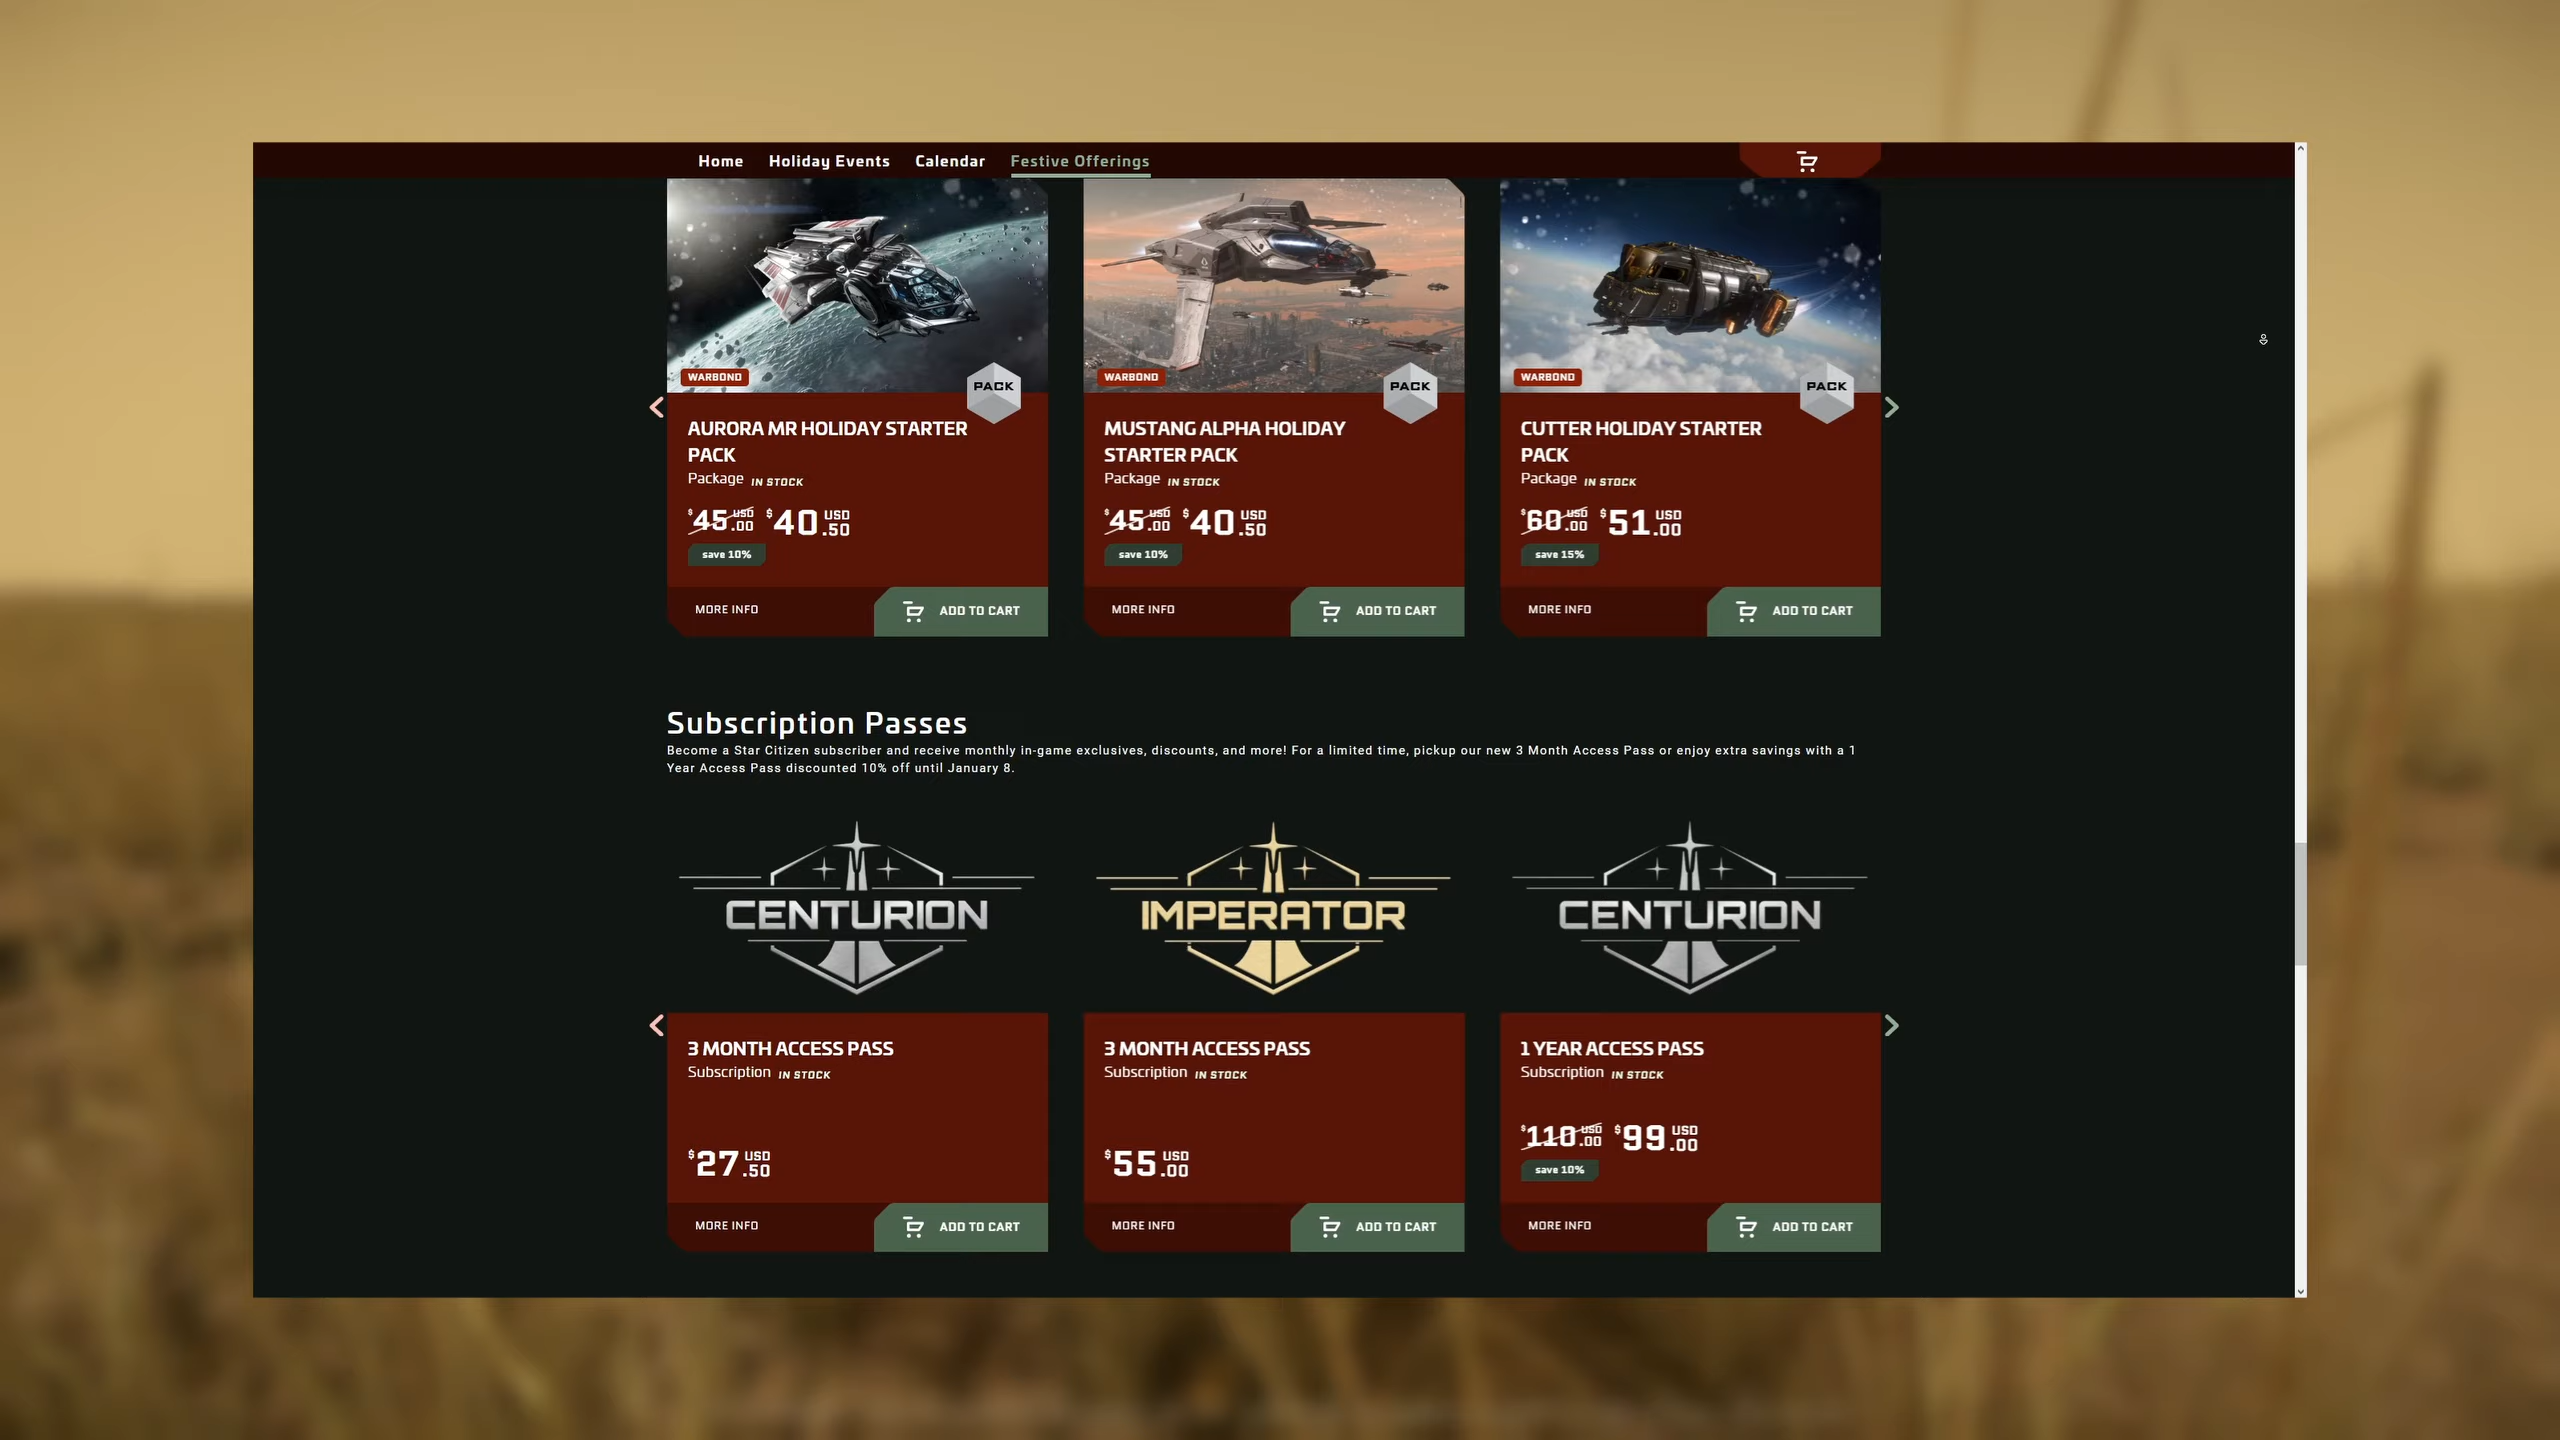 Home Holiday Events Calendar Festive Offerings
WARBOND
PACK
AURORA MR HOLIDAY STARTER
PACK
Package IN STOCK
$45.00 USD $40.50 USD
save 10%
MORE INFO
ADD TO CART
WARBOND
PACK
MUSTANG ALPHA HOLIDAY
STARTER PACK
Package IN STOCK
$45.00 USD $40.50 USD
save 10%
MORE INFO
ADD TO CART
WARBOND
PACK
CUTTER HOLIDAY STARTER
PACK
Package IN STOCK
$60.00 USD $51.00 USD
save 15%
MORE INFO
ADD TO CART
Subscription Passes
Become a Star Citizen subscriber and receive monthly in-game exclusives, discounts, and more! For a limited time, pickup our new 3 Month Access Pass or enjoy extra savings with a 1
Year Access Pass discounted 10% off until January 8.
CENTURION
3 MONTH ACCESS PASS
Subscription IN STOCK
$27.50 USD
MORE INFO
ADD TO CART
IMPERATOR
3 MONTH ACCESS PASS
Subscription IN STOCK
$55.00 USD
MORE INFO
ADD TO CART
CENTURION
1 YEAR ACCESS PASS
Subscription IN STOCK
$110.00 USD $99.00 USD
save 10%
MORE INFO
ADD TO CART